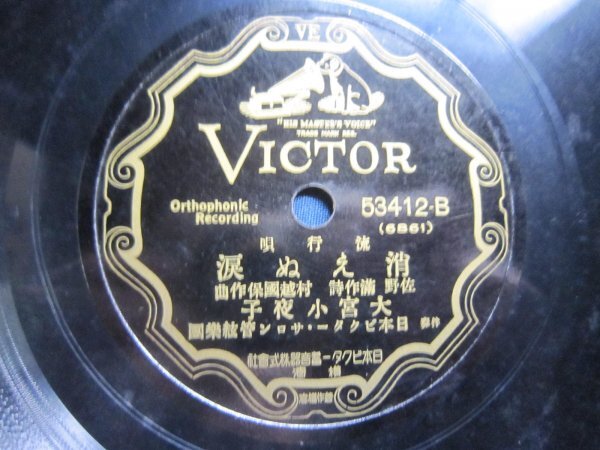 VE
"HIS MASTER'S VOICE"
TRADE MARK REG.
VICTOR
Orthophonic
Recording
53412-B
(6861)
流行唄
消えぬ涙
佐野滿作詩 村越國保作曲
大宮小夜子
伴奏 日本ビクター・サロン管絃樂團
日本ビクター蓄音器株式會社
橫濱